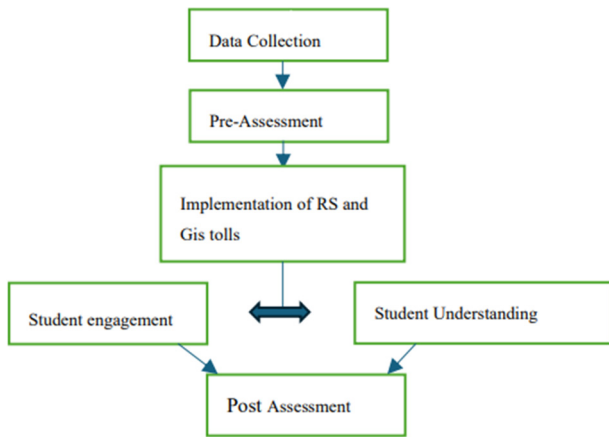 Data Collection
Pre-Assessment
Implementation of RS and
Gis tolls
Student engagement
Student Understanding
Post Assessment